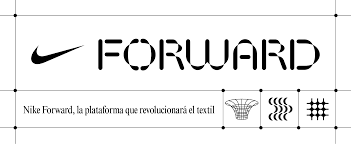 FORWARD
Nike Forward, la plataforma que revolucionará el textil